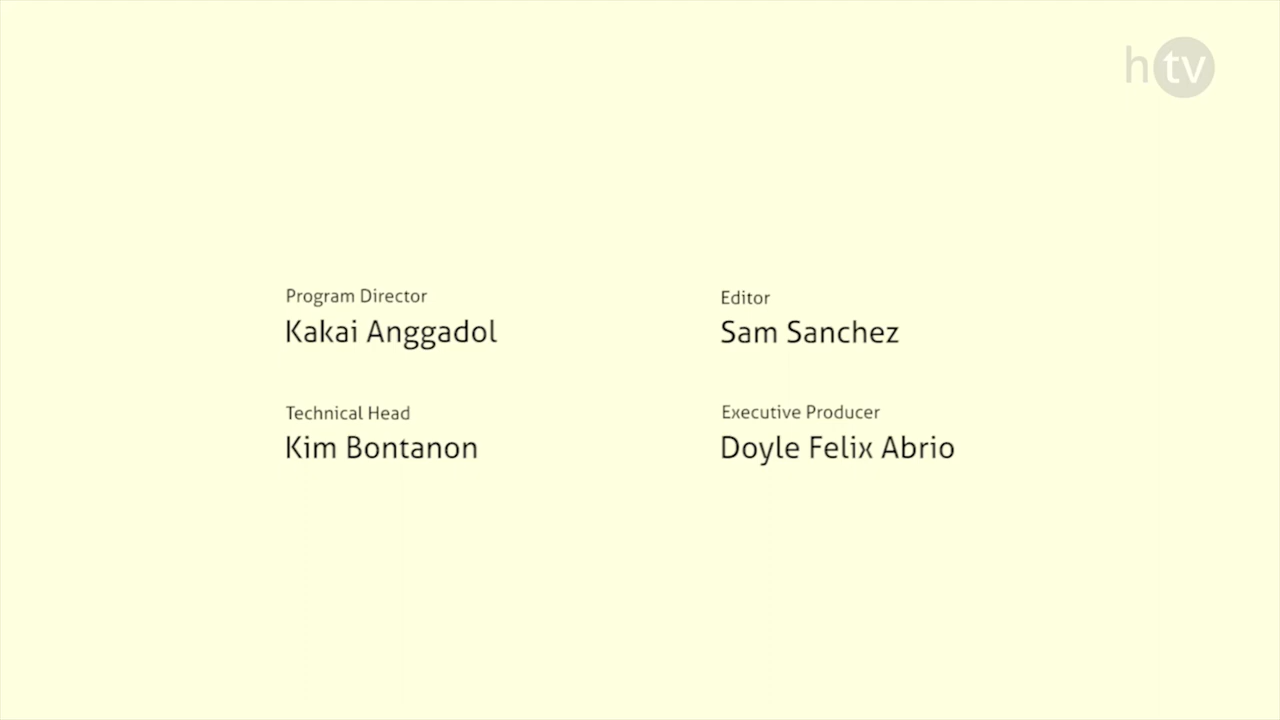 htv
Program Director
Kakai Anggadol
Editor
Sam Sanchez
Technical Head
Kim Bontanon
Executive Producer
Doyle Felix Abrio